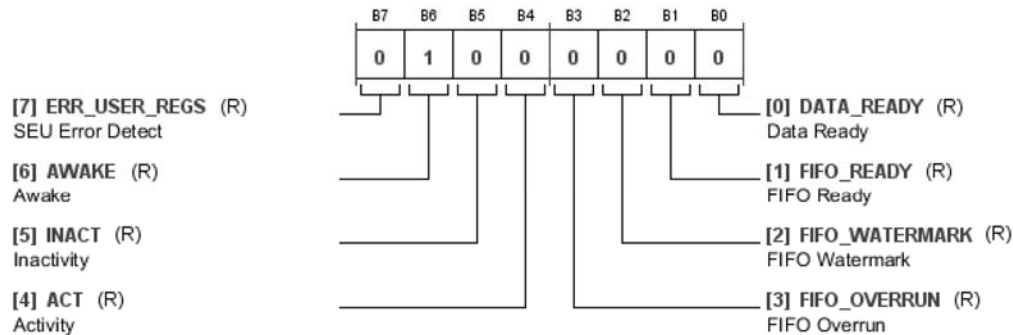 B7 B6 B5 B4 B3 B2 B1 B0
0 1 0 0 0 0 0 0
[7] ERR_USER_REGS (R)
SEU Error Detect
[6] AWAKE (R)
Awake
[5] INACT (R)
Inactivity
[4] ACT (R)
Activity
[0] DATA_READY (R)
Data Ready
[1] FIFO_READY (R)
FIFO Ready
[2] FIFO_WATERMARK (R)
FIFO Watermark
[3] FIFO_OVERRUN (R)
FIFO Overrun